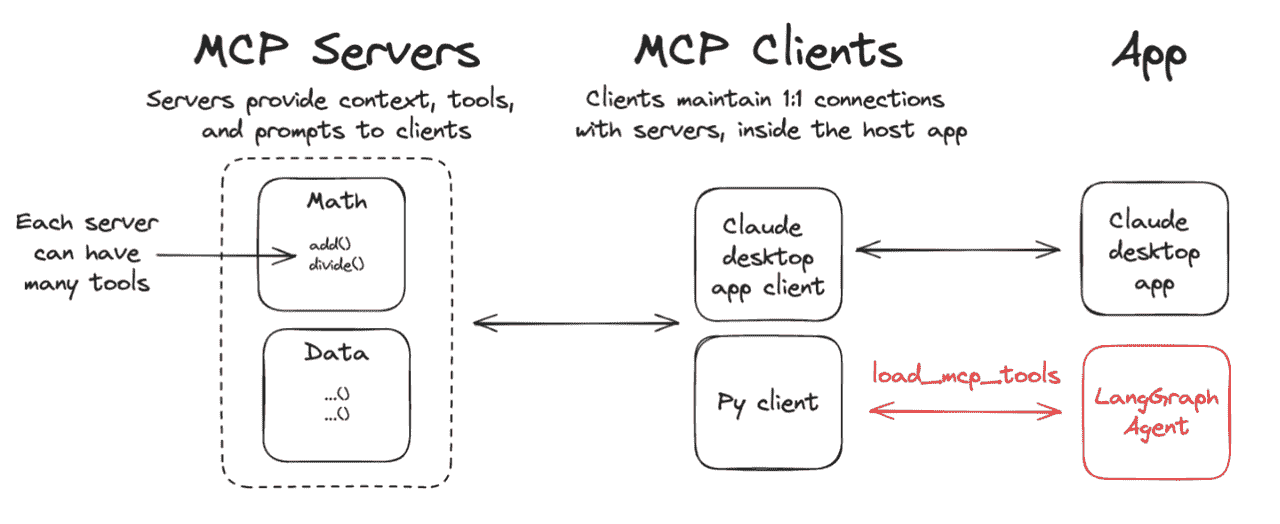 MCP Servers
Servers provide context, tools,
and prompts to clients
Each server
can have
many tools
Math
add()
divide()
Data
...()
...()
MCP Clients
Clients maintain 1:1 connections
with servers, inside the host app
Claude
desktop
app client
Py client
load_mcp_tools
App
Claude
desktop
app
LangGraph
Agent